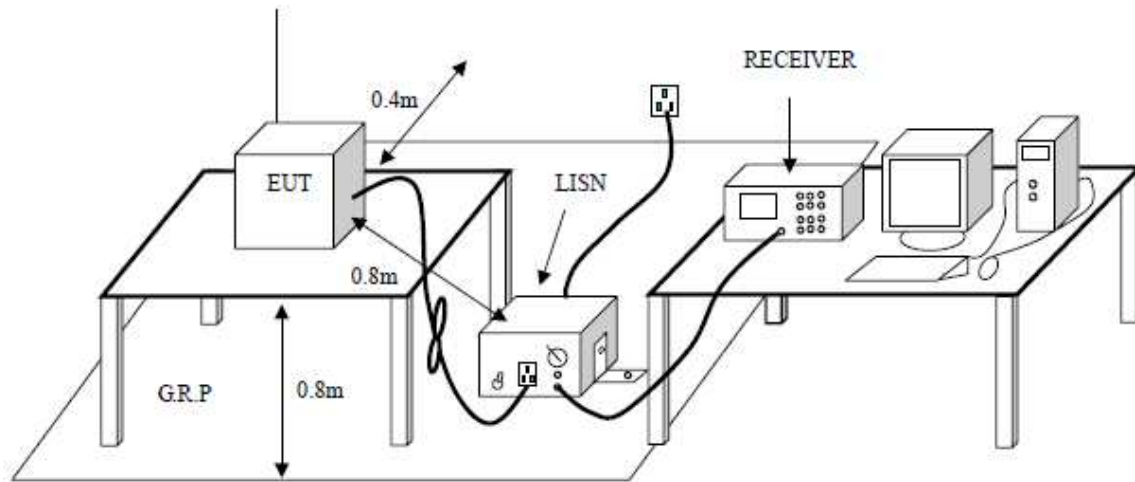 RECEIVER
0.4m
EUT
LISN
0.8m
G.R.P
0.8m